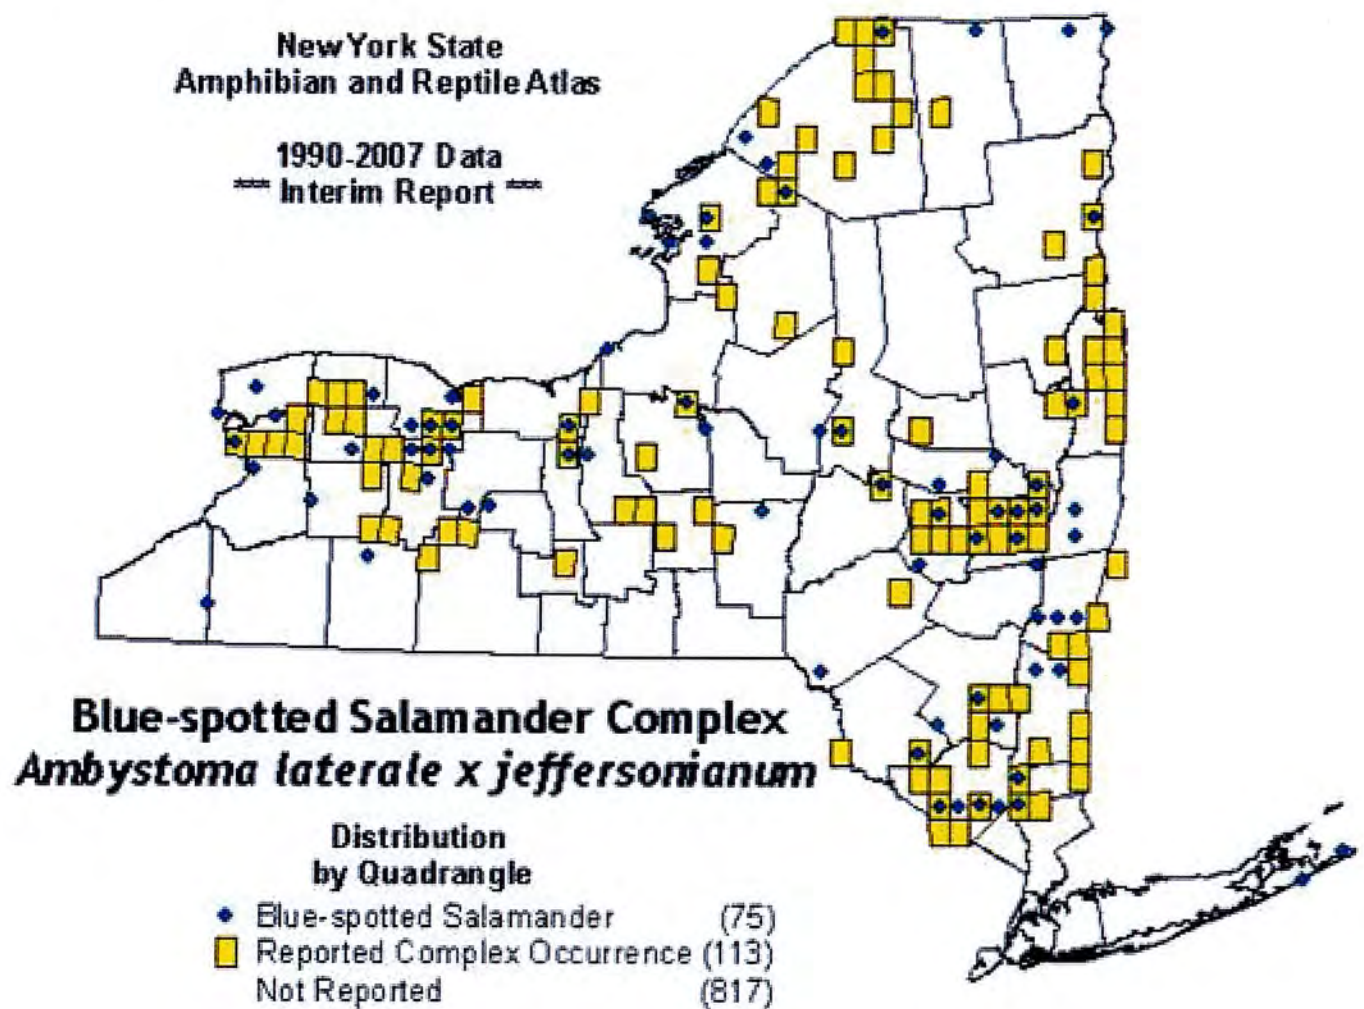 New York State
Amphibian and Reptile Atlas
1990-2007 Data
*** Interim Report ***
Blue-spotted Salamander Complex
Ambystoma laterale x jeffersonianum
Distribution
by Quadrangle
Blue-spotted Salamander (75)
Reported Complex Occurrence (113)
Not Reported (817)